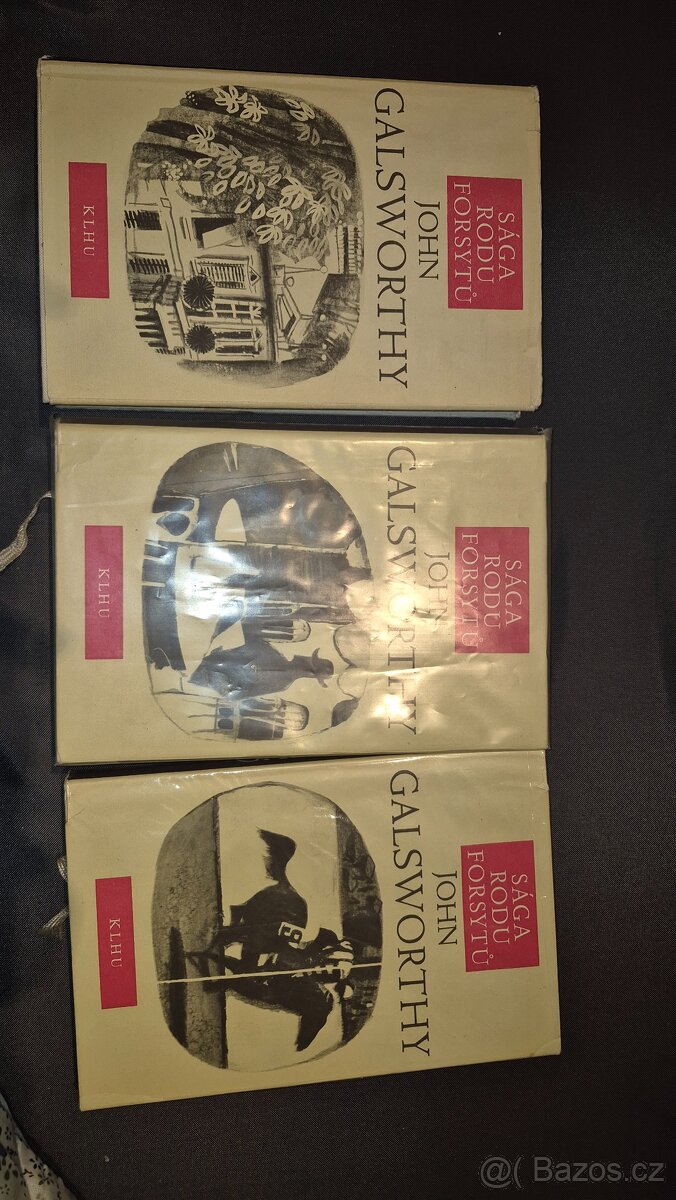 SÁGA
RODU
FORSYTŮ
JOHN
GALSWORTHY
KLHU
SÁGA
RODU
FORSYTŮ
JOHN
GALSWORTHY
KLHU
SÁGA
RODU
FORSYTŮ
JOHN
GALSWORTHY
9
KLHU
@( Bazos.cz